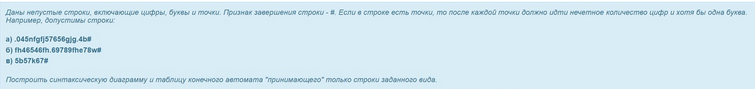 Даны непустые строки, включающие цифры, буквы и точки. Признак завершения строки - #. Если в строке есть точки, то после каждой точки должно идти нечетное количество цифр и хотя бы одна буква.
Например, допустимы строки:
а) .045nfgfj57656gjg.4b#
б) fh46546fh.69789fhe78w#
в) 5b57k67#
Построить синтаксическую диаграмму и таблицу конечного автомата "принимающего" только строки заданного вида.